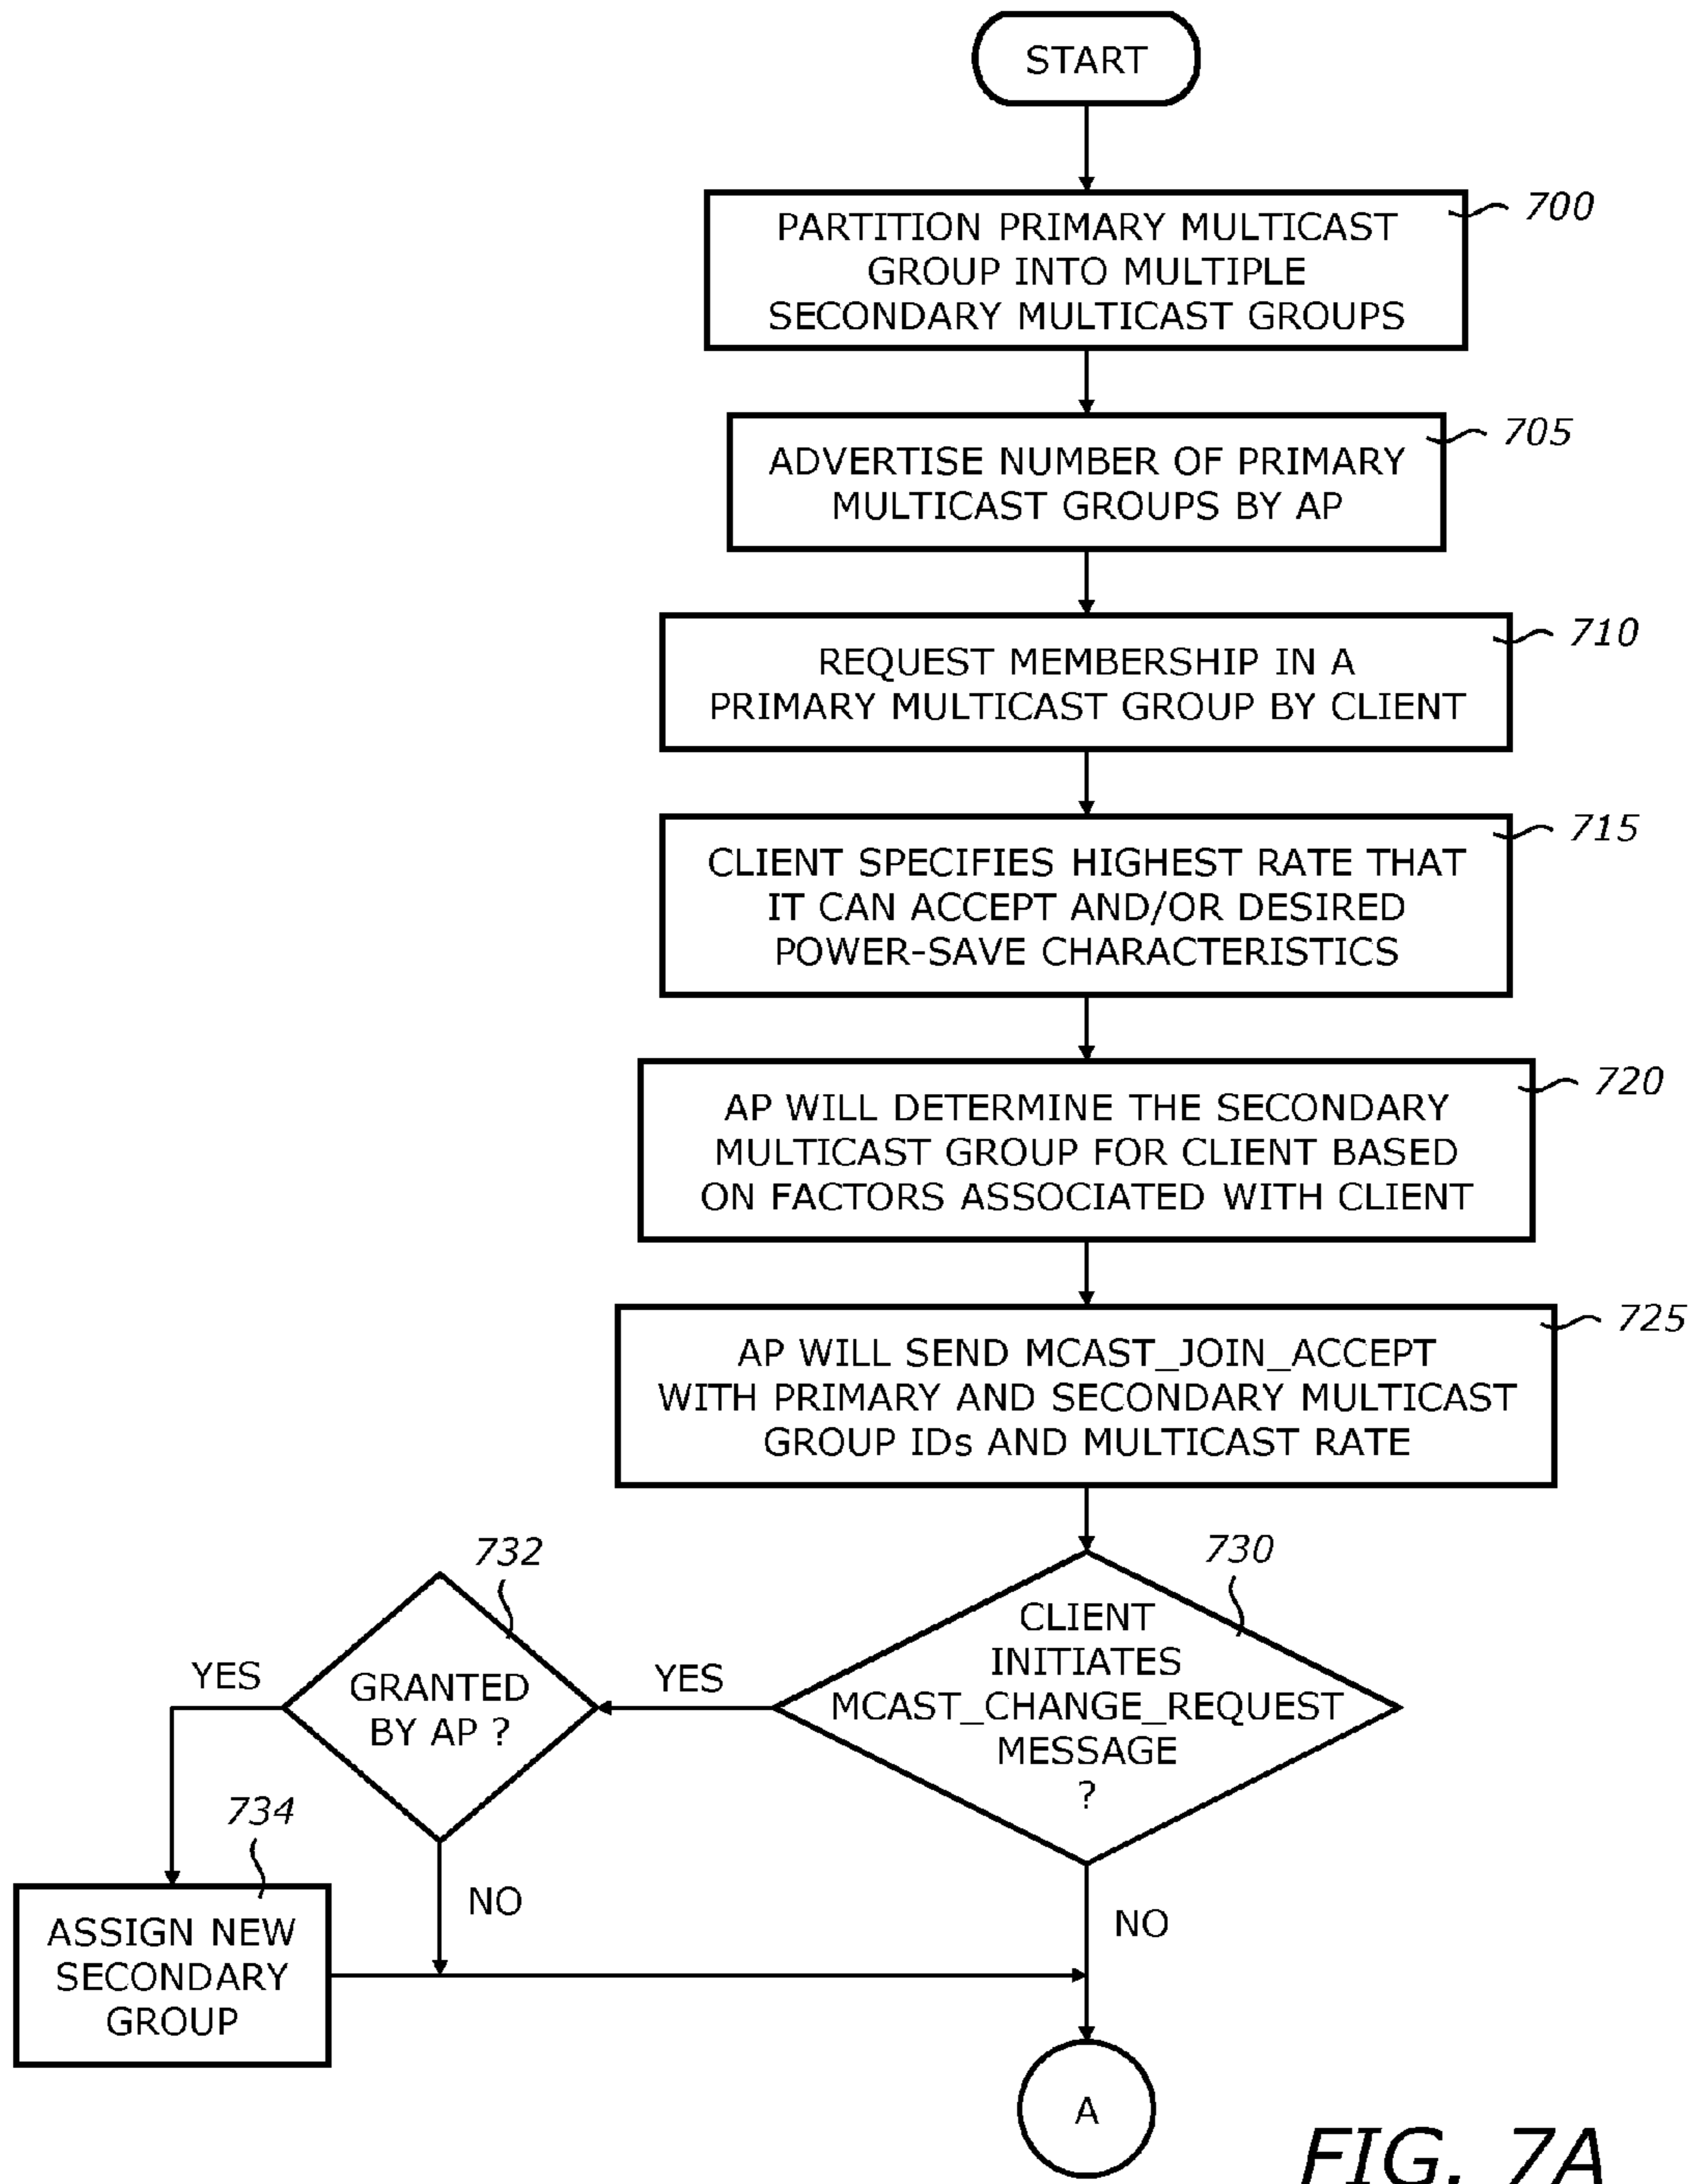 START
700
PARTITION PRIMARY MULTICAST
GROUP INTO MULTIPLE
SECONDARY MULTICAST GROUPS
705
ADVERTISE NUMBER OF PRIMARY
MULTICAST GROUPS BY AP
710
REQUEST MEMBERSHIP IN A
PRIMARY MULTICAST GROUP BY CLIENT
715
CLIENT SPECIFIES HIGHEST RATE THAT
IT CAN ACCEPT AND/OR DESIRED
POWER-SAVE CHARACTERISTICS
720
AP WILL DETERMINE THE SECONDARY
MULTICAST GROUP FOR CLIENT BASED
ON FACTORS ASSOCIATED WITH CLIENT
725
AP WILL SEND MCAST_JOIN_ACCEPT
WITH PRIMARY AND SECONDARY MULTICAST
GROUP IDs AND MULTICAST RATE
730
CLIENT
INITIATES
MCAST_CHANGE_REQUEST
MESSAGE
?
YES
NO
732
GRANTED
BY AP ?
YES
NO
734
ASSIGN NEW
SECONDARY
GROUP
A
FIG. 7A